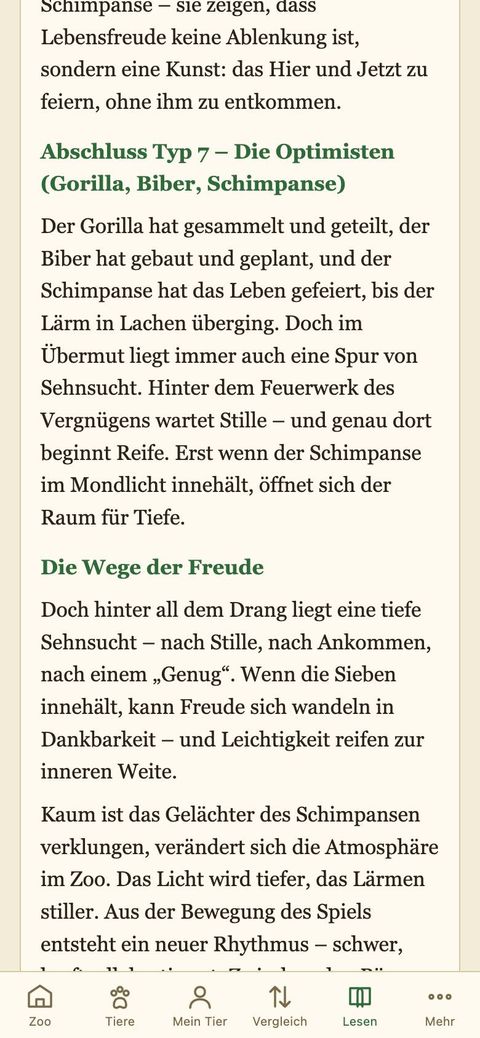 Schimpanse – sie zeigen, dass
Lebensfreude keine Ablenkung ist,
sondern eine Kunst: das Hier und Jetzt zu
feiern, ohne ihm zu entkommen.
Abschluss Typ 7 – Die Optimisten
(Gorilla, Biber, Schimpanse)
Der Gorilla hat gesammelt und geteilt, der
Biber hat gebaut und geplant, und der
Schimpanse hat das Leben gefeiert, bis der
Lärm in Lachen überging. Doch im
Übermut liegt immer auch eine Spur von
Sehnsucht. Hinter dem Feuerwerk des
Vergnügens wartet Stille – und genau dort
beginnt Reife. Erst wenn der Schimpanse
im Mondlicht innehält, öffnet sich der
Raum für Tiefe.
Die Wege der Freude
Doch hinter all dem Drang liegt eine tiefe
Sehnsucht – nach Stille, nach Ankommen,
nach einem „Genug“. Wenn die Sieben
innehält, kann Freude sich wandeln in
Dankbarkeit – und Leichtigkeit reifen zur
inneren Weite.
Kaum ist das Gelächter des Schimpansen
verklungen, verändert sich die Atmosphäre
im Zoo. Das Licht wird tiefer, das Lärmen
stiller. Aus der Bewegung des Spiels
entsteht ein neuer Rhythmus – schwer,
Zoo
Tiere
Mein Tier
Vergleich
Lesen
Mehr